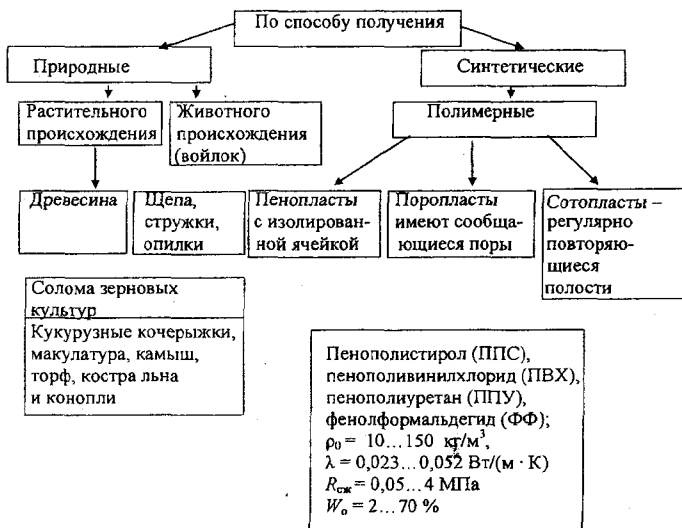 По способу получения
Природные
Синтетические
Растительного
происхождения
Животного
происхождения
(войлок)
Полимерные
Древесина
Щепа,
стружки,
опилки
Пенопласты
с изолирован-
ной ячейкой
Поропласты
имеют сообща-
ющиеся поры
Сотопласты –
регулярно
повторяю-
щиеся
полости
Солома зерновых
культур
Кукурузные кочерыжки,
макулатура, камыш,
торф, костра льна
и конопли
Пенополистирол (ППС),
пенополивинилхлорид (ПВХ),
пенополиуретан (ППУ),
фенолформальдегид (ФФ);
ρ₀ = 10...150 кг/м³,
λ = 0,023...0,052 Вт/(м · К)
Rсж = 0,05...4 МПа
Wо = 2...70 %